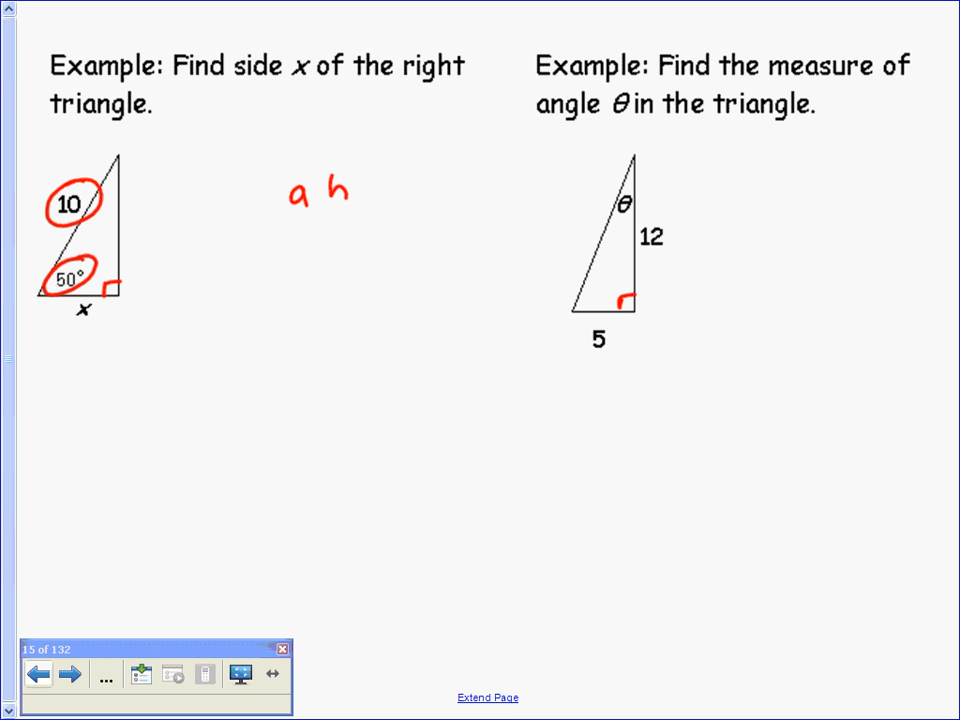 Example: Find side x of the right
triangle.
10
50°
x
a h
Example: Find the measure of
angle θ in the triangle.
θ
12
5
15 of 132
...
Extend Page